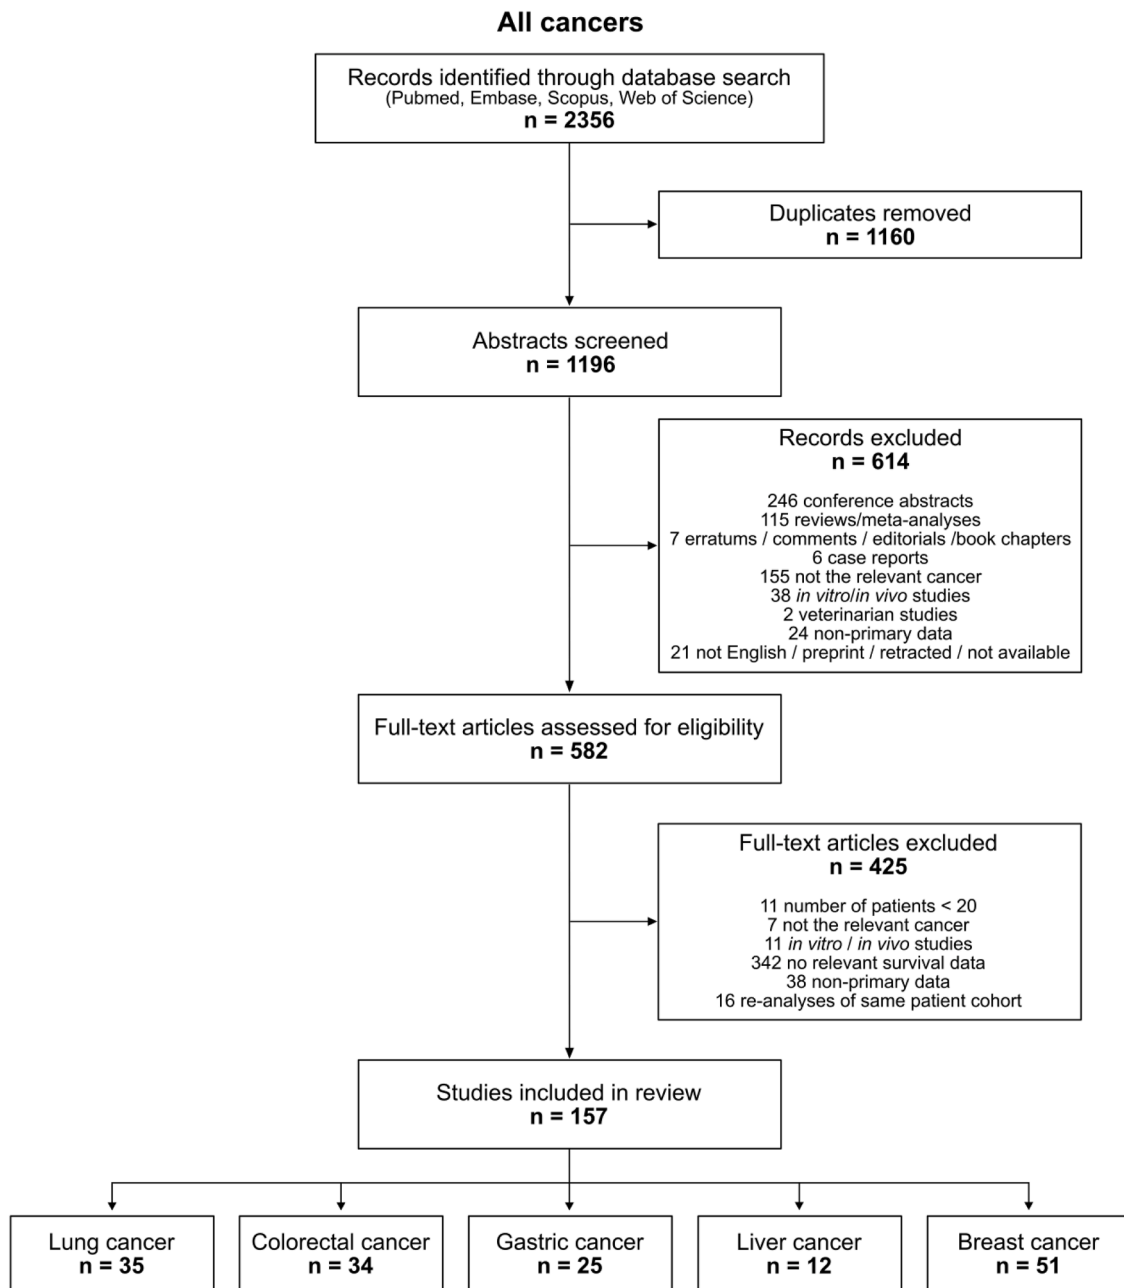 All cancers
Records identified through database search
(Pubmed, Embase, Scopus, Web of Science)
n = 2356
Duplicates removed
n = 1160
Abstracts screened
n = 1196
Records excluded
n = 614
246 conference abstracts
115 reviews/meta-analyses
7 erratums / comments / editorials /book chapters
6 case reports
155 not the relevant cancer
38 in vitro/in vivo studies
2 veterinarian studies
24 non-primary data
21 not English / preprint / retracted / not available
Full-text articles assessed for eligibility
n = 582
Full-text articles excluded
n = 425
11 number of patients < 20
7 not the relevant cancer
11 in vitro / in vivo studies
342 no relevant survival data
38 non-primary data
16 re-analyses of same patient cohort
Studies included in review
n = 157
Lung cancer
n = 35
Colorectal cancer
n = 34
Gastric cancer
n = 25
Liver cancer
n = 12
Breast cancer
n = 51